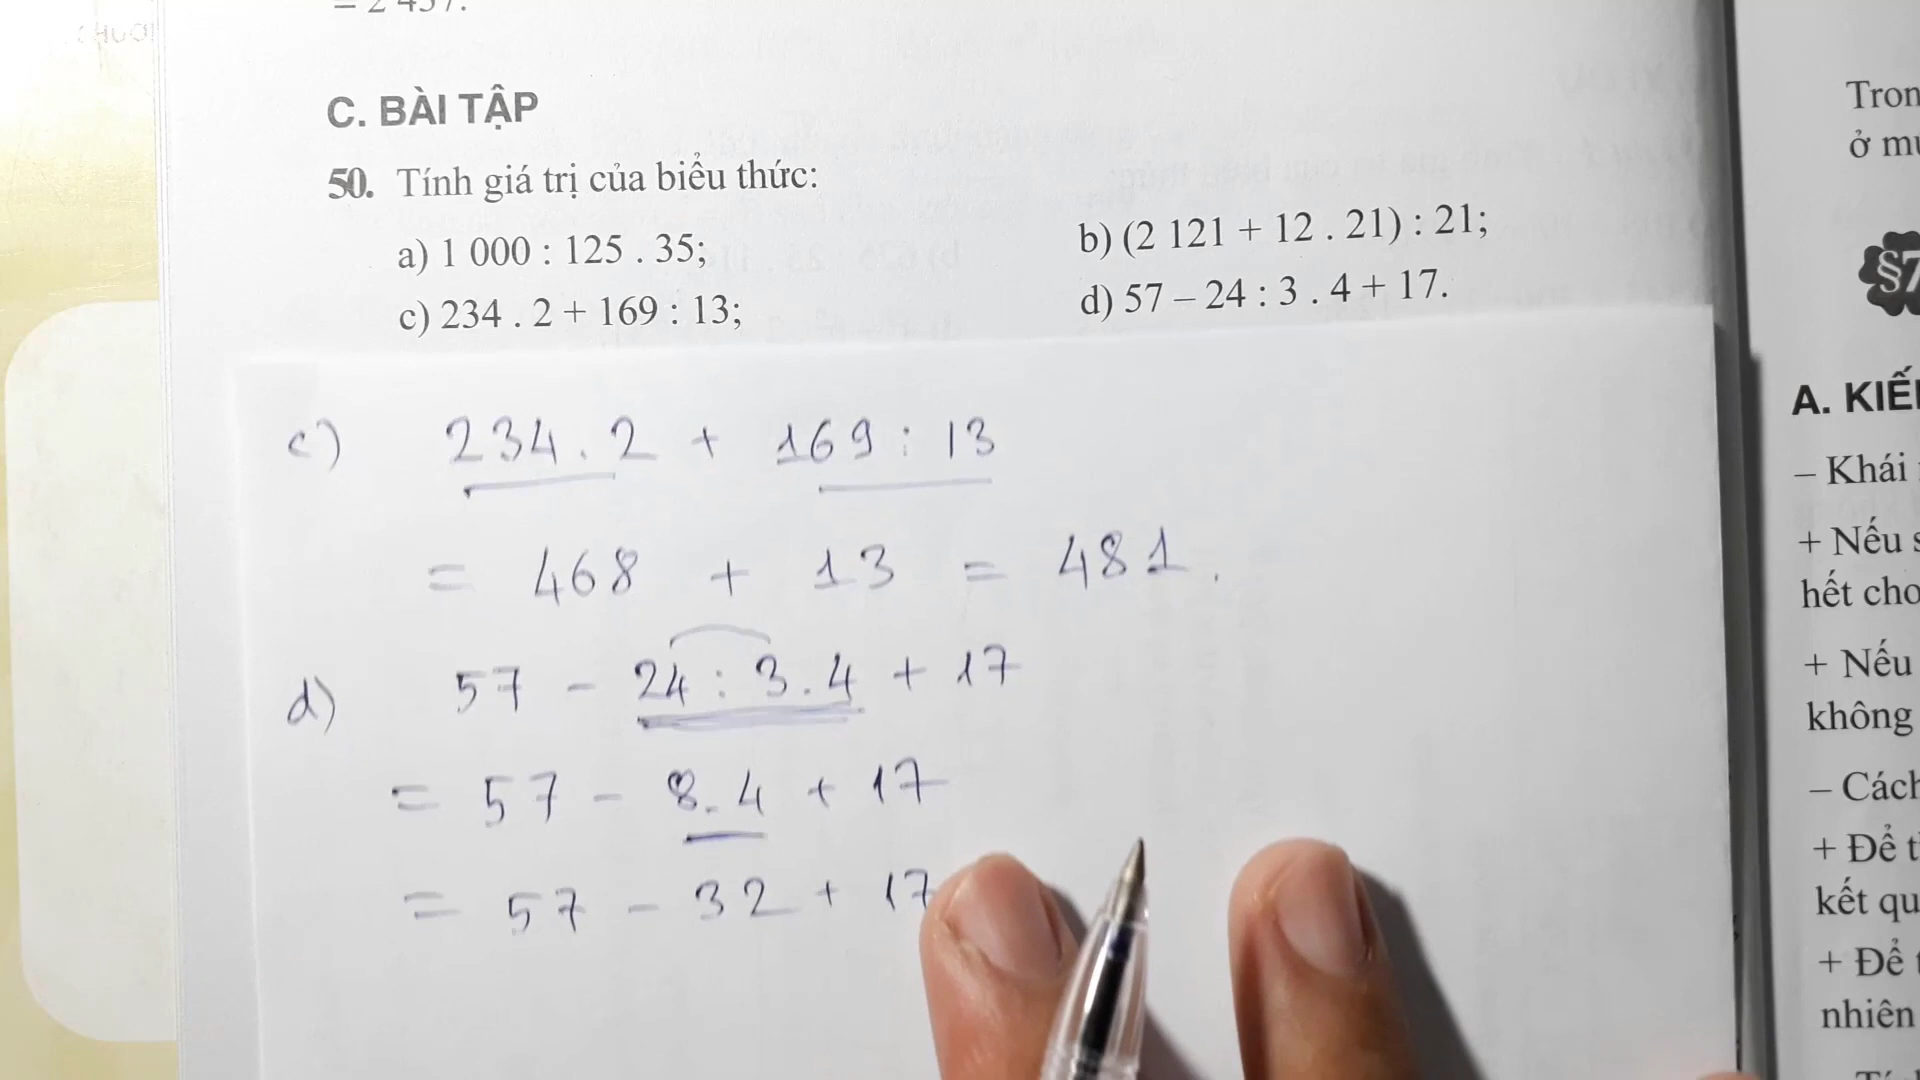 = 2 457.
C. BÀI TẬP
50. Tính giá trị của biểu thức:
a) 1 000 : 125 . 35;
b) (2 121 + 12 . 21) : 21;
c) 234 . 2 + 169 : 13;
d) 57 – 24 : 3 . 4 + 17.
c) 234 . 2 + 169 : 13
= 468 + 13 = 481.
d) 57 - 24 : 3 . 4 + 17
= 57 - 8 . 4 + 17
= 57 - 32 + 17
Tron
ở mụ
§7
A. KIẾ
– Khái
+ Nếu s
hết cho
+ Nếu
không
– Cách
+ Để t
kết qu
+ Để
nhiên